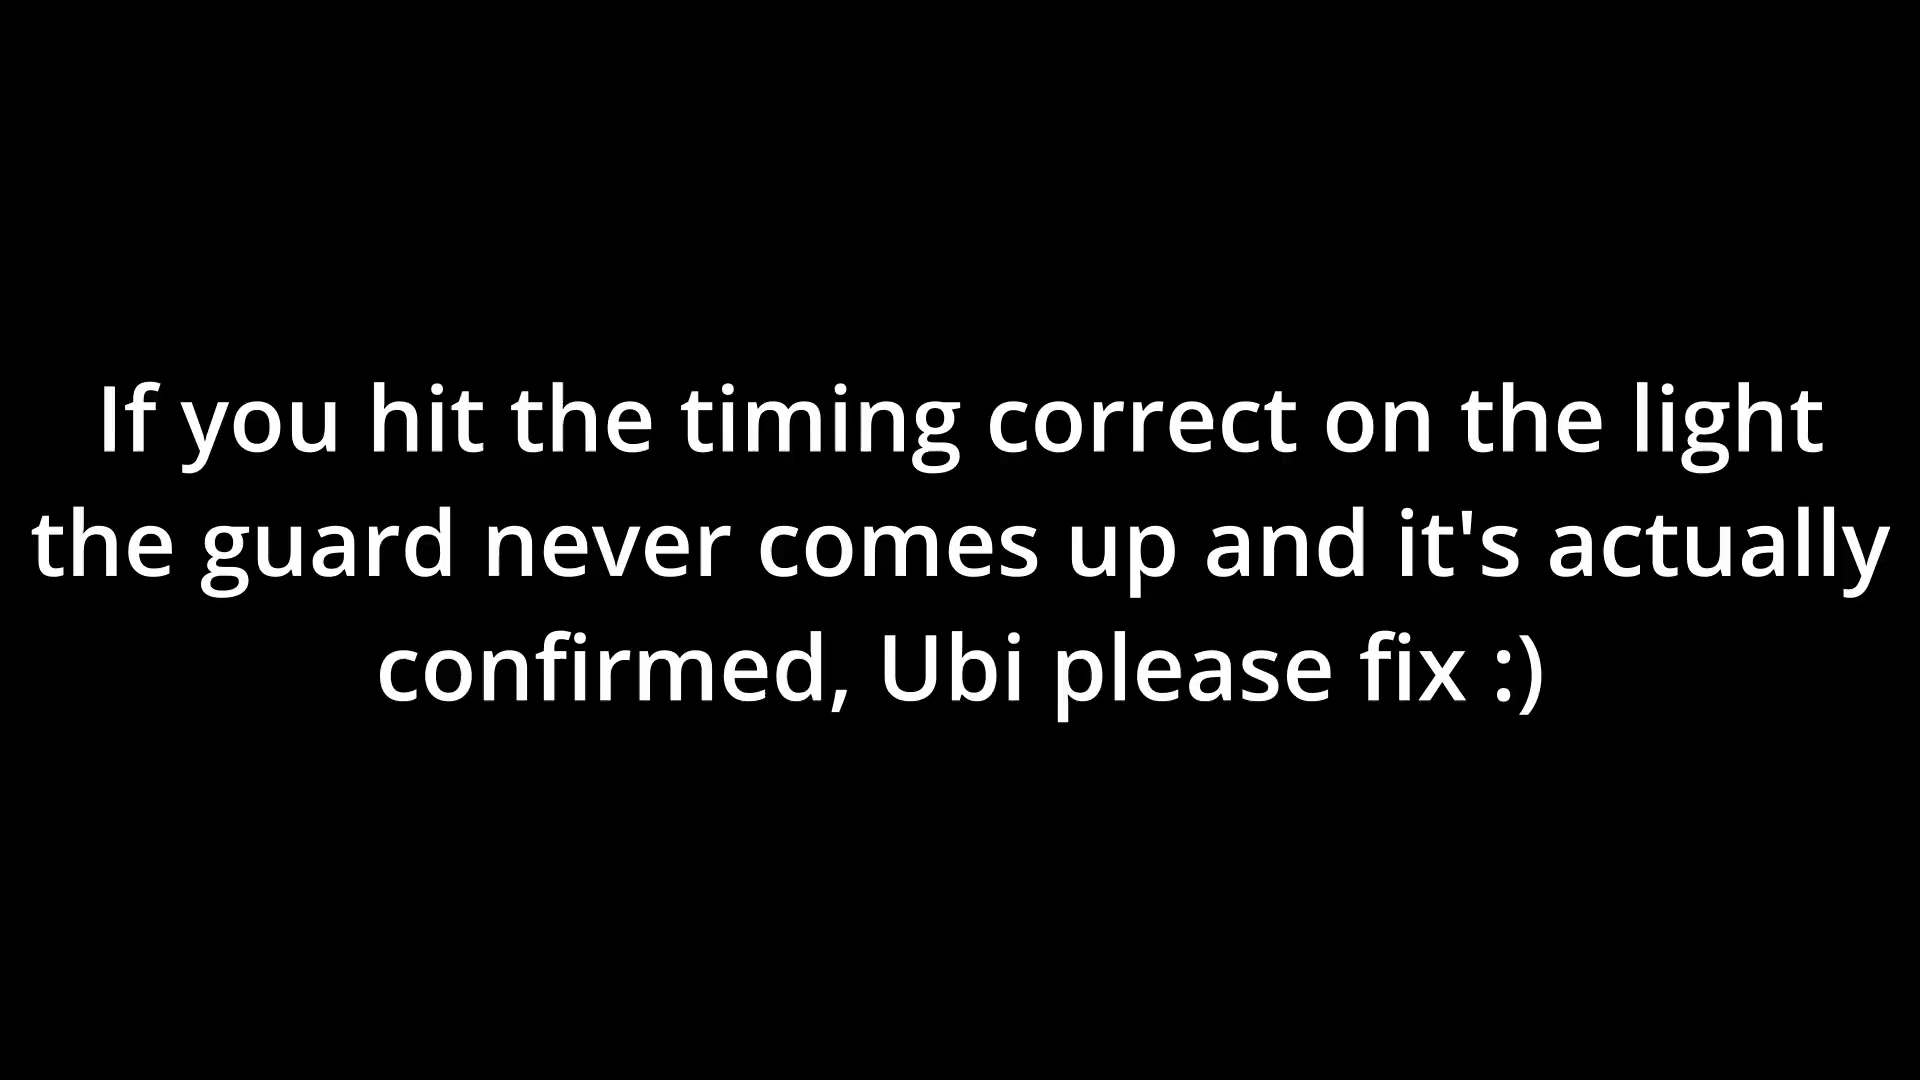 If you hit the timing correct on the light
the guard never comes up and it's actually
confirmed, Ubi please fix :)